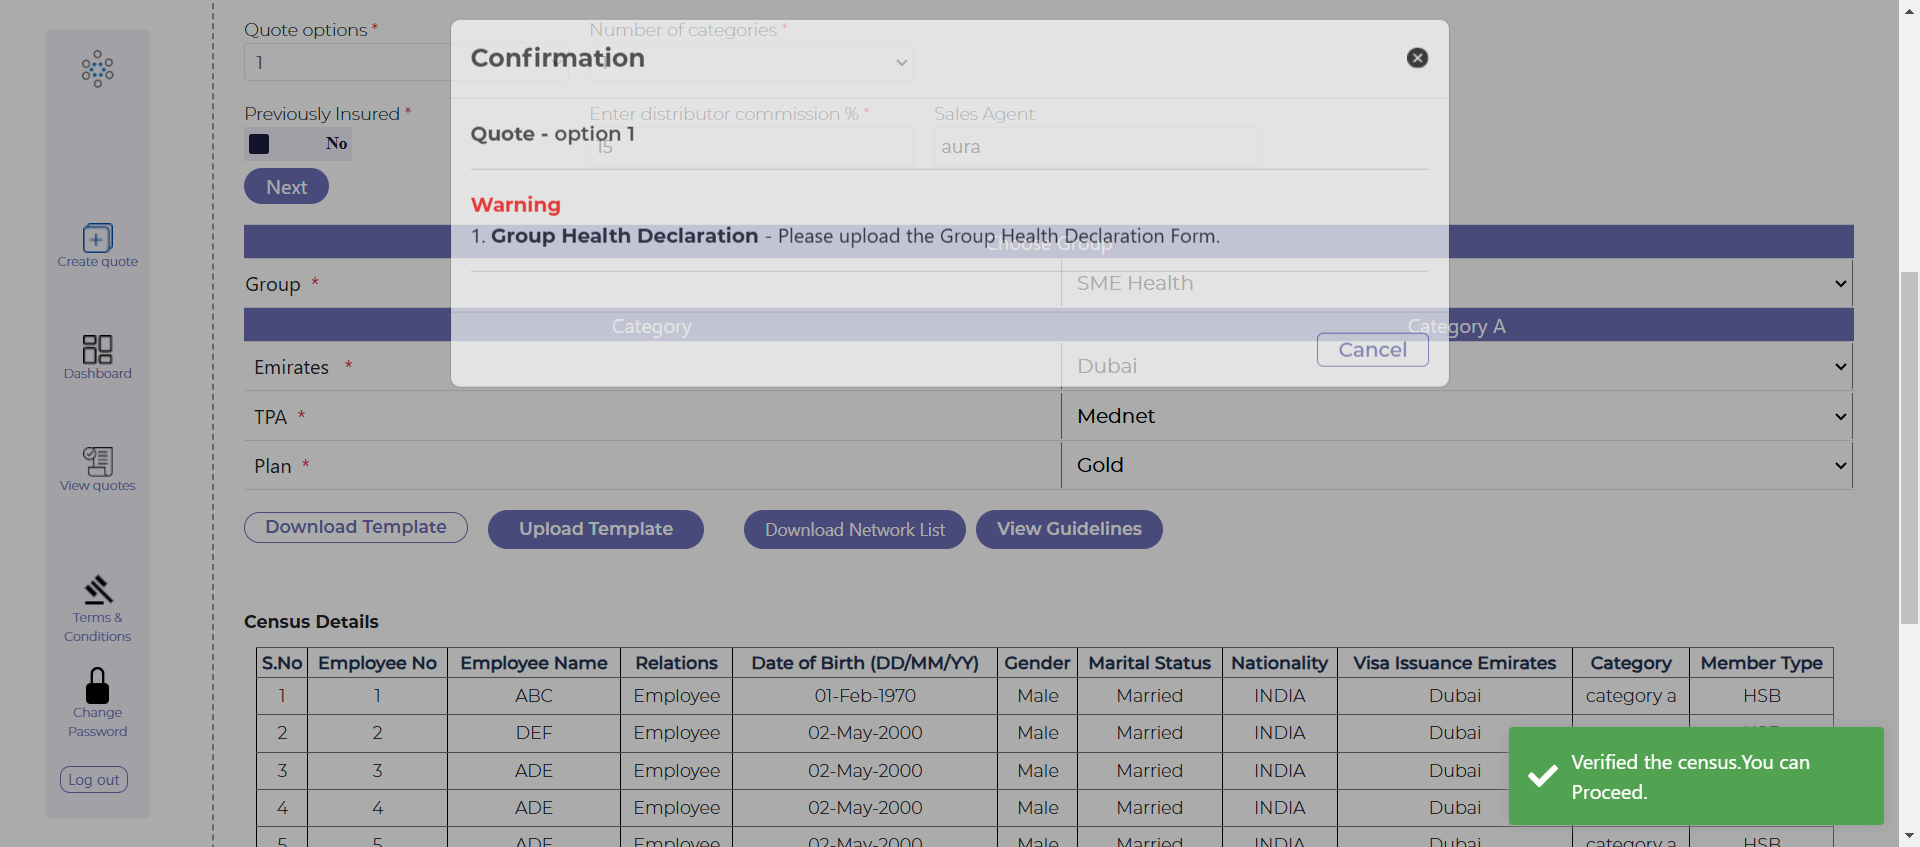 Quote options *
Number of categories *
1
Confirmation
Previously Insured *
Enter distributor commission % *
Sales Agent
No
15
aura
Quote - option 1
Next
Warning
1. Group Health Declaration - Please upload the Group Health Declaration Form.
Choose Group
Group *
SME Health
Category
Category A
Cancel
Emirates *
Dubai
TPA *
Mednet
Plan *
Gold
Download Template
Upload Template
Download Network List
View Guidelines
Create quote
Dashboard
View quotes
Terms &
Conditions
Change
Password
Log out
Census Details
S.No Employee No Employee Name Relations Date of Birth (DD/MM/YY) Gender Marital Status Nationality Visa Issuance Emirates Category Member Type
1 1 ABC Employee 01-Feb-1970 Male Married INDIA Dubai category a HSB
2 2 DEF Employee 02-May-2000 Male Married INDIA Dubai
3 3 ADE Employee 02-May-2000 Male Married INDIA Dubai
4 4 ADE Employee 02-May-2000 Male Married INDIA Dubai
5 5 ADE Employee 02-May-2000 Male Married INDIA Dubai category a HSB
Verified the census.You can
Proceed.